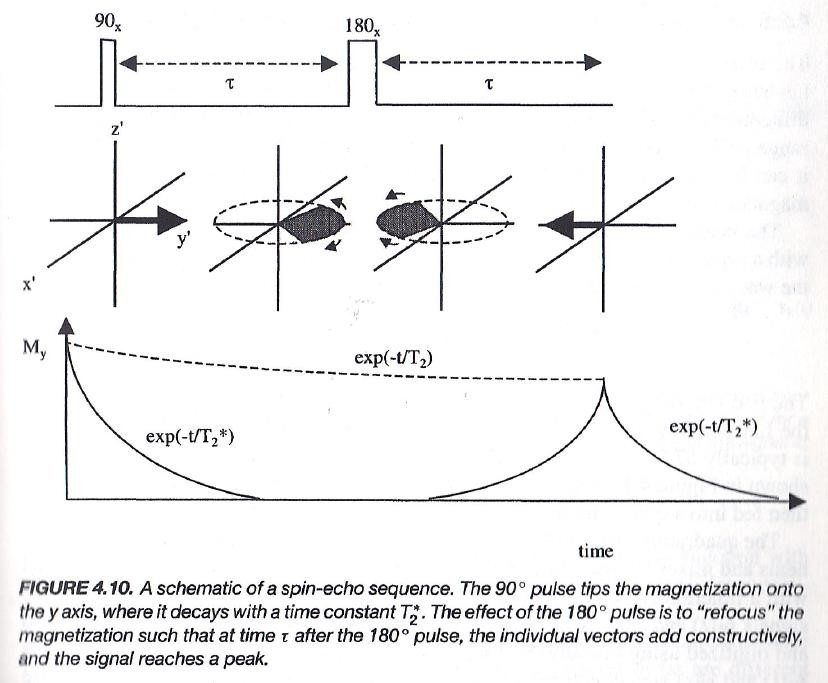 90x 180x
τ τ
z'
y'
x'
My
exp(-t/T2)
exp(-t/T2*) exp(-t/T2*)
time
FIGURE 4.10. A schematic of a spin-echo sequence. The 90° pulse tips the magnetization onto
the y axis, where it decays with a time constant T2*. The effect of the 180° pulse is to "refocus" the
magnetization such that at time τ after the 180° pulse, the individual vectors add constructively,
and the signal reaches a peak.